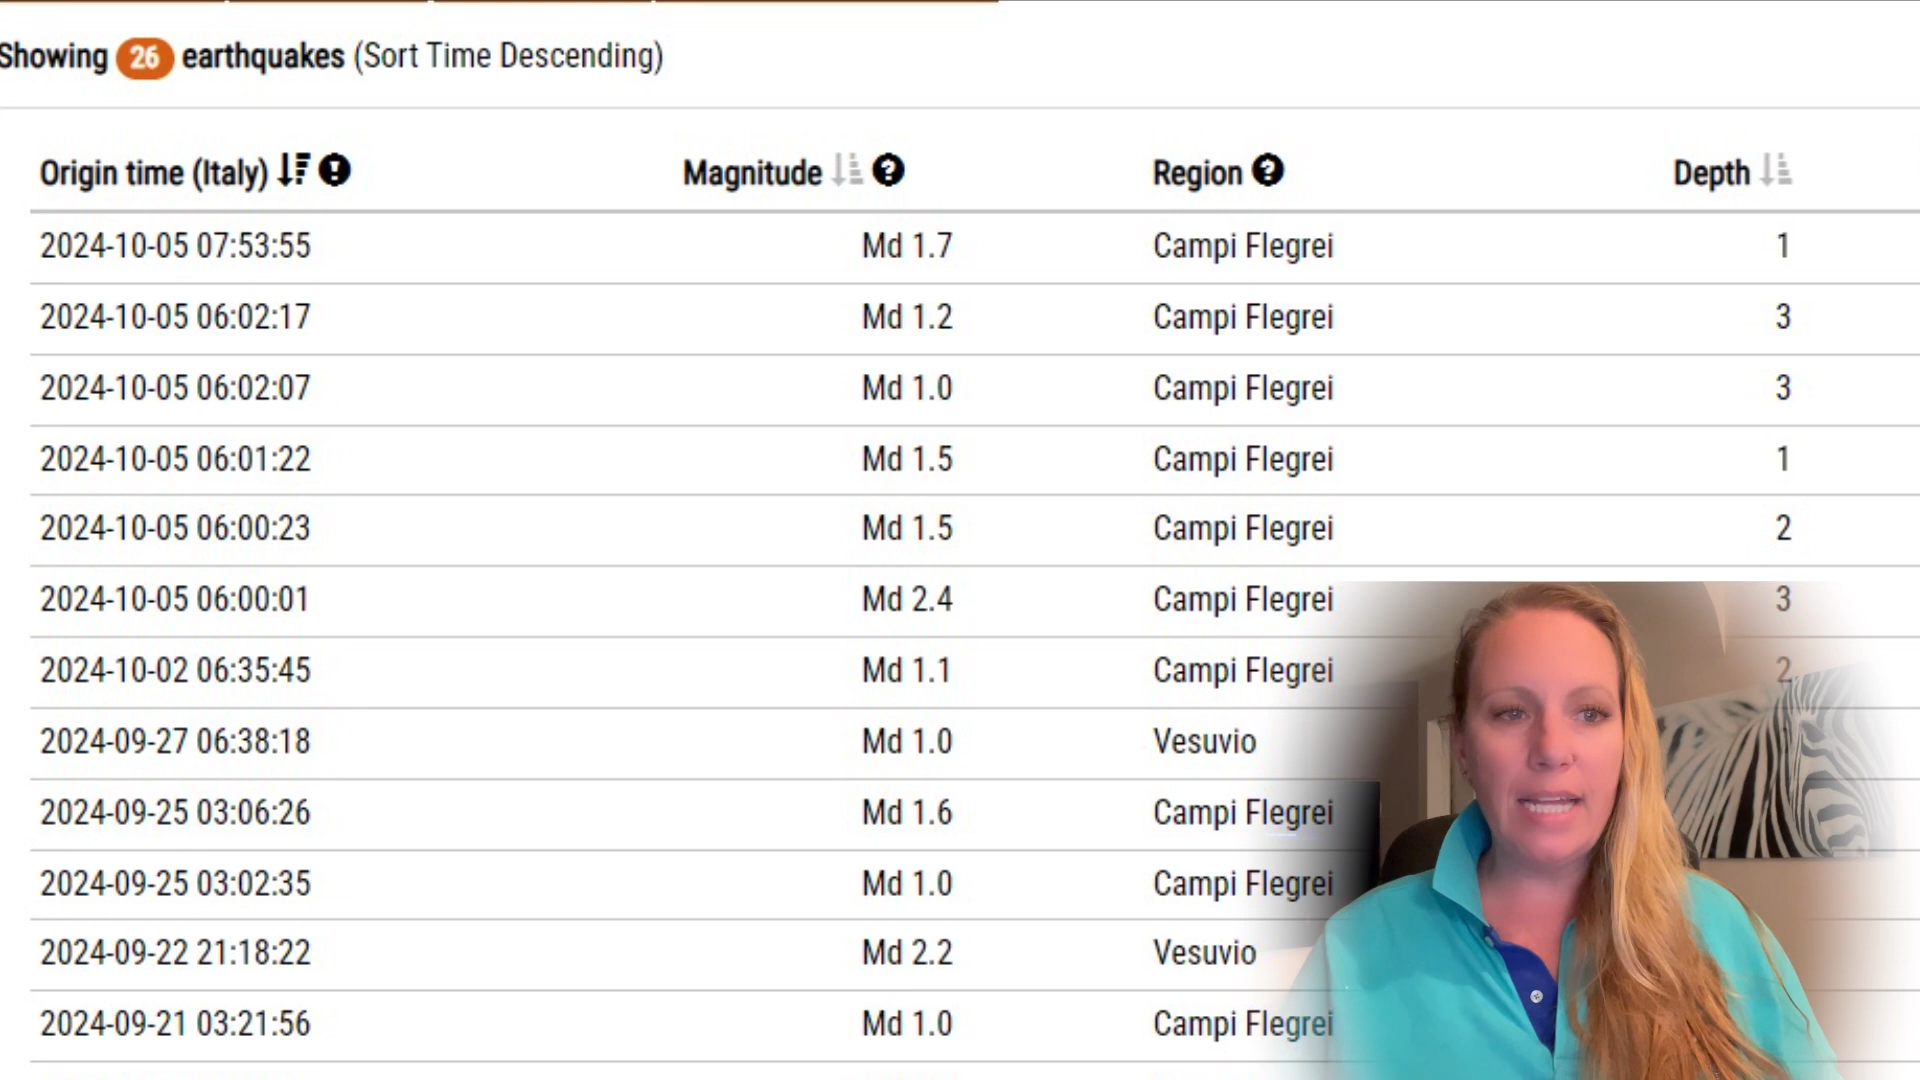 Showing 26 earthquakes (Sort Time Descending)
Origin time (Italy) Magnitude Region Depth
2024-10-05 07:53:55 Md 1.7 Campi Flegrei 1
2024-10-05 06:02:17 Md 1.2 Campi Flegrei 3
2024-10-05 06:02:07 Md 1.0 Campi Flegrei 3
2024-10-05 06:01:22 Md 1.5 Campi Flegrei 1
2024-10-05 06:00:23 Md 1.5 Campi Flegrei 2
2024-10-05 06:00:01 Md 2.4 Campi Flegrei 3
2024-10-02 06:35:45 Md 1.1 Campi Flegrei 2
2024-09-27 06:38:18 Md 1.0 Vesuvio
2024-09-25 03:06:26 Md 1.6 Campi Flegrei
2024-09-25 03:02:35 Md 1.0 Campi Flegrei
2024-09-22 21:18:22 Md 2.2 Vesuvio
2024-09-21 03:21:56 Md 1.0 Campi Flegrei